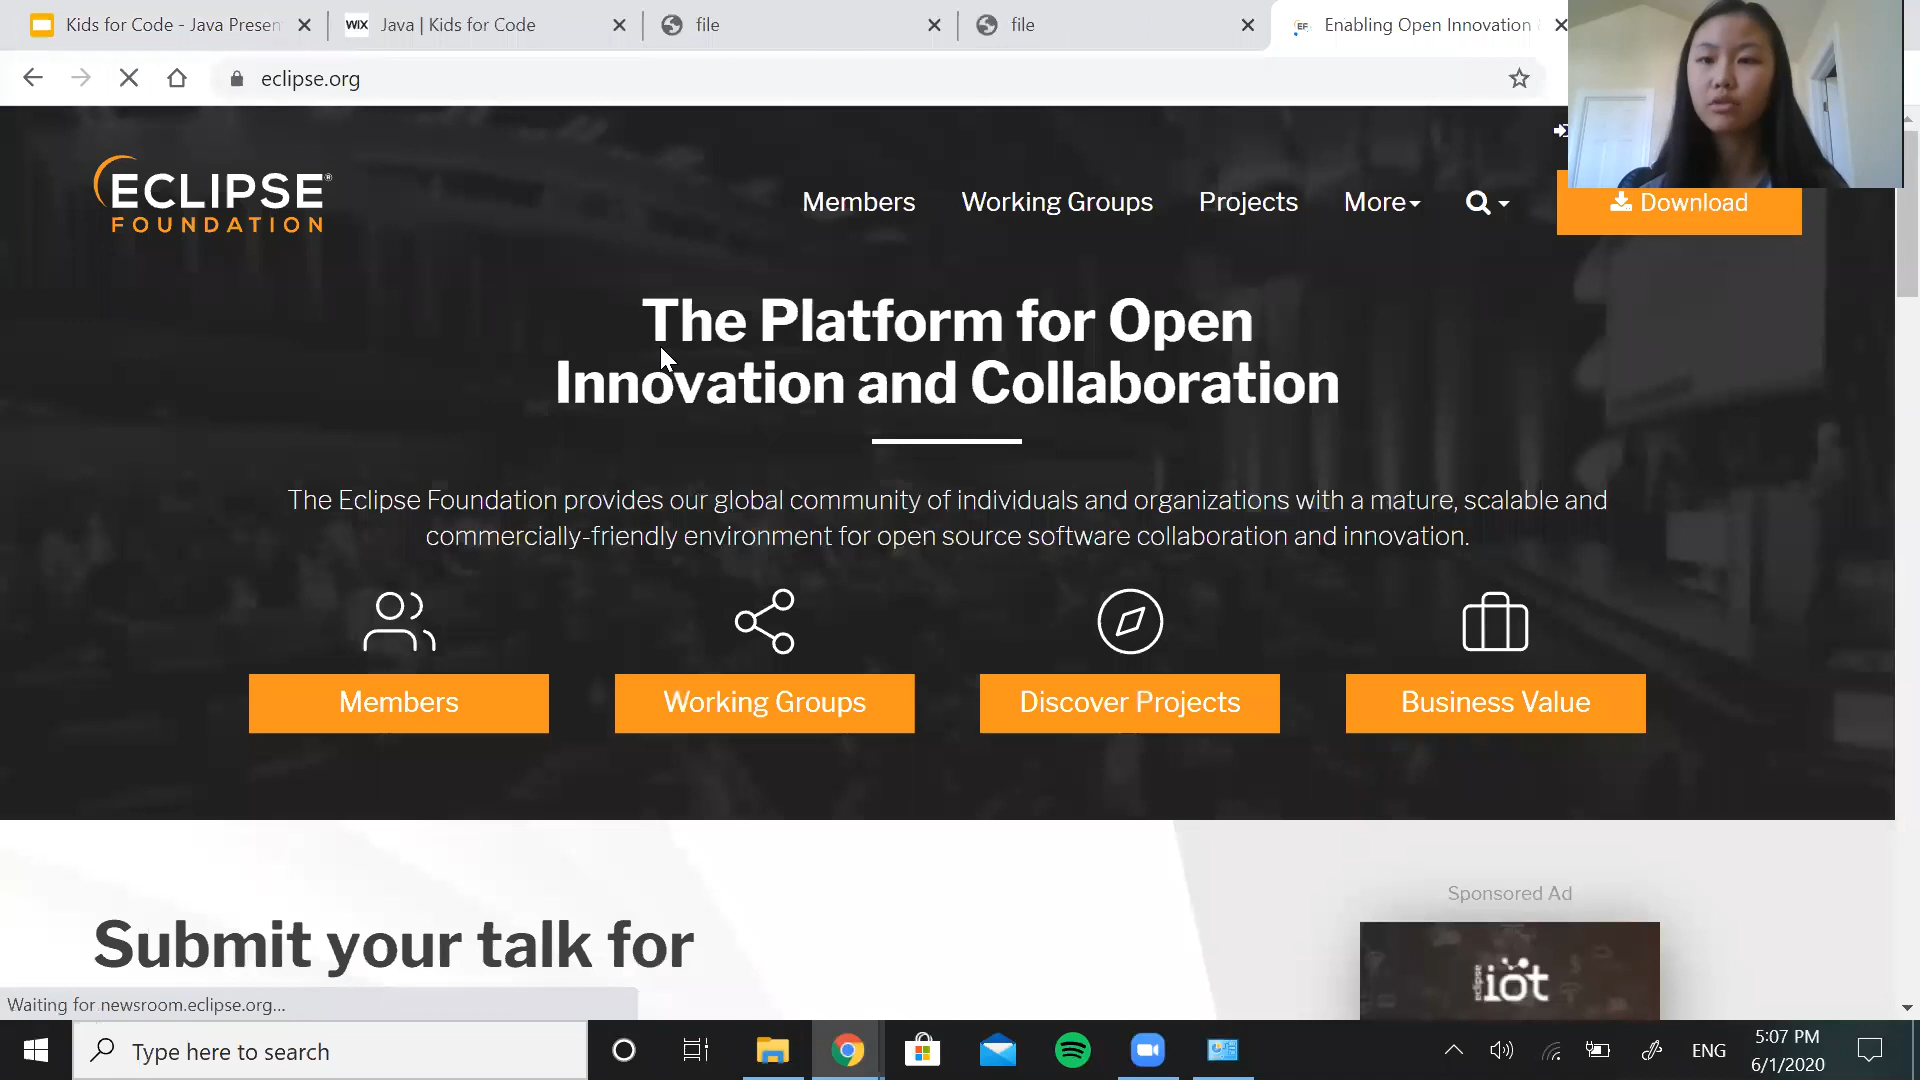 Kids for Code - Java Presen
WIX
Java | Kids for Code
file
file
EF
Enabling Open Innovation
eclipse.org
ECLIPSE®
FOUNDATION
Members
Working Groups
Projects
More
Download
The Platform for Open
Innovation and Collaboration
The Eclipse Foundation provides our global community of individuals and organizations with a mature, scalable and
commercially-friendly environment for open source software collaboration and innovation.
Members
Working Groups
Discover Projects
Business Value
Sponsored Ad
Submit your talk for
eclipse
iot
Waiting for newsroom.eclipse.org...
Type here to search
ENG
5:07 PM
6/1/2020